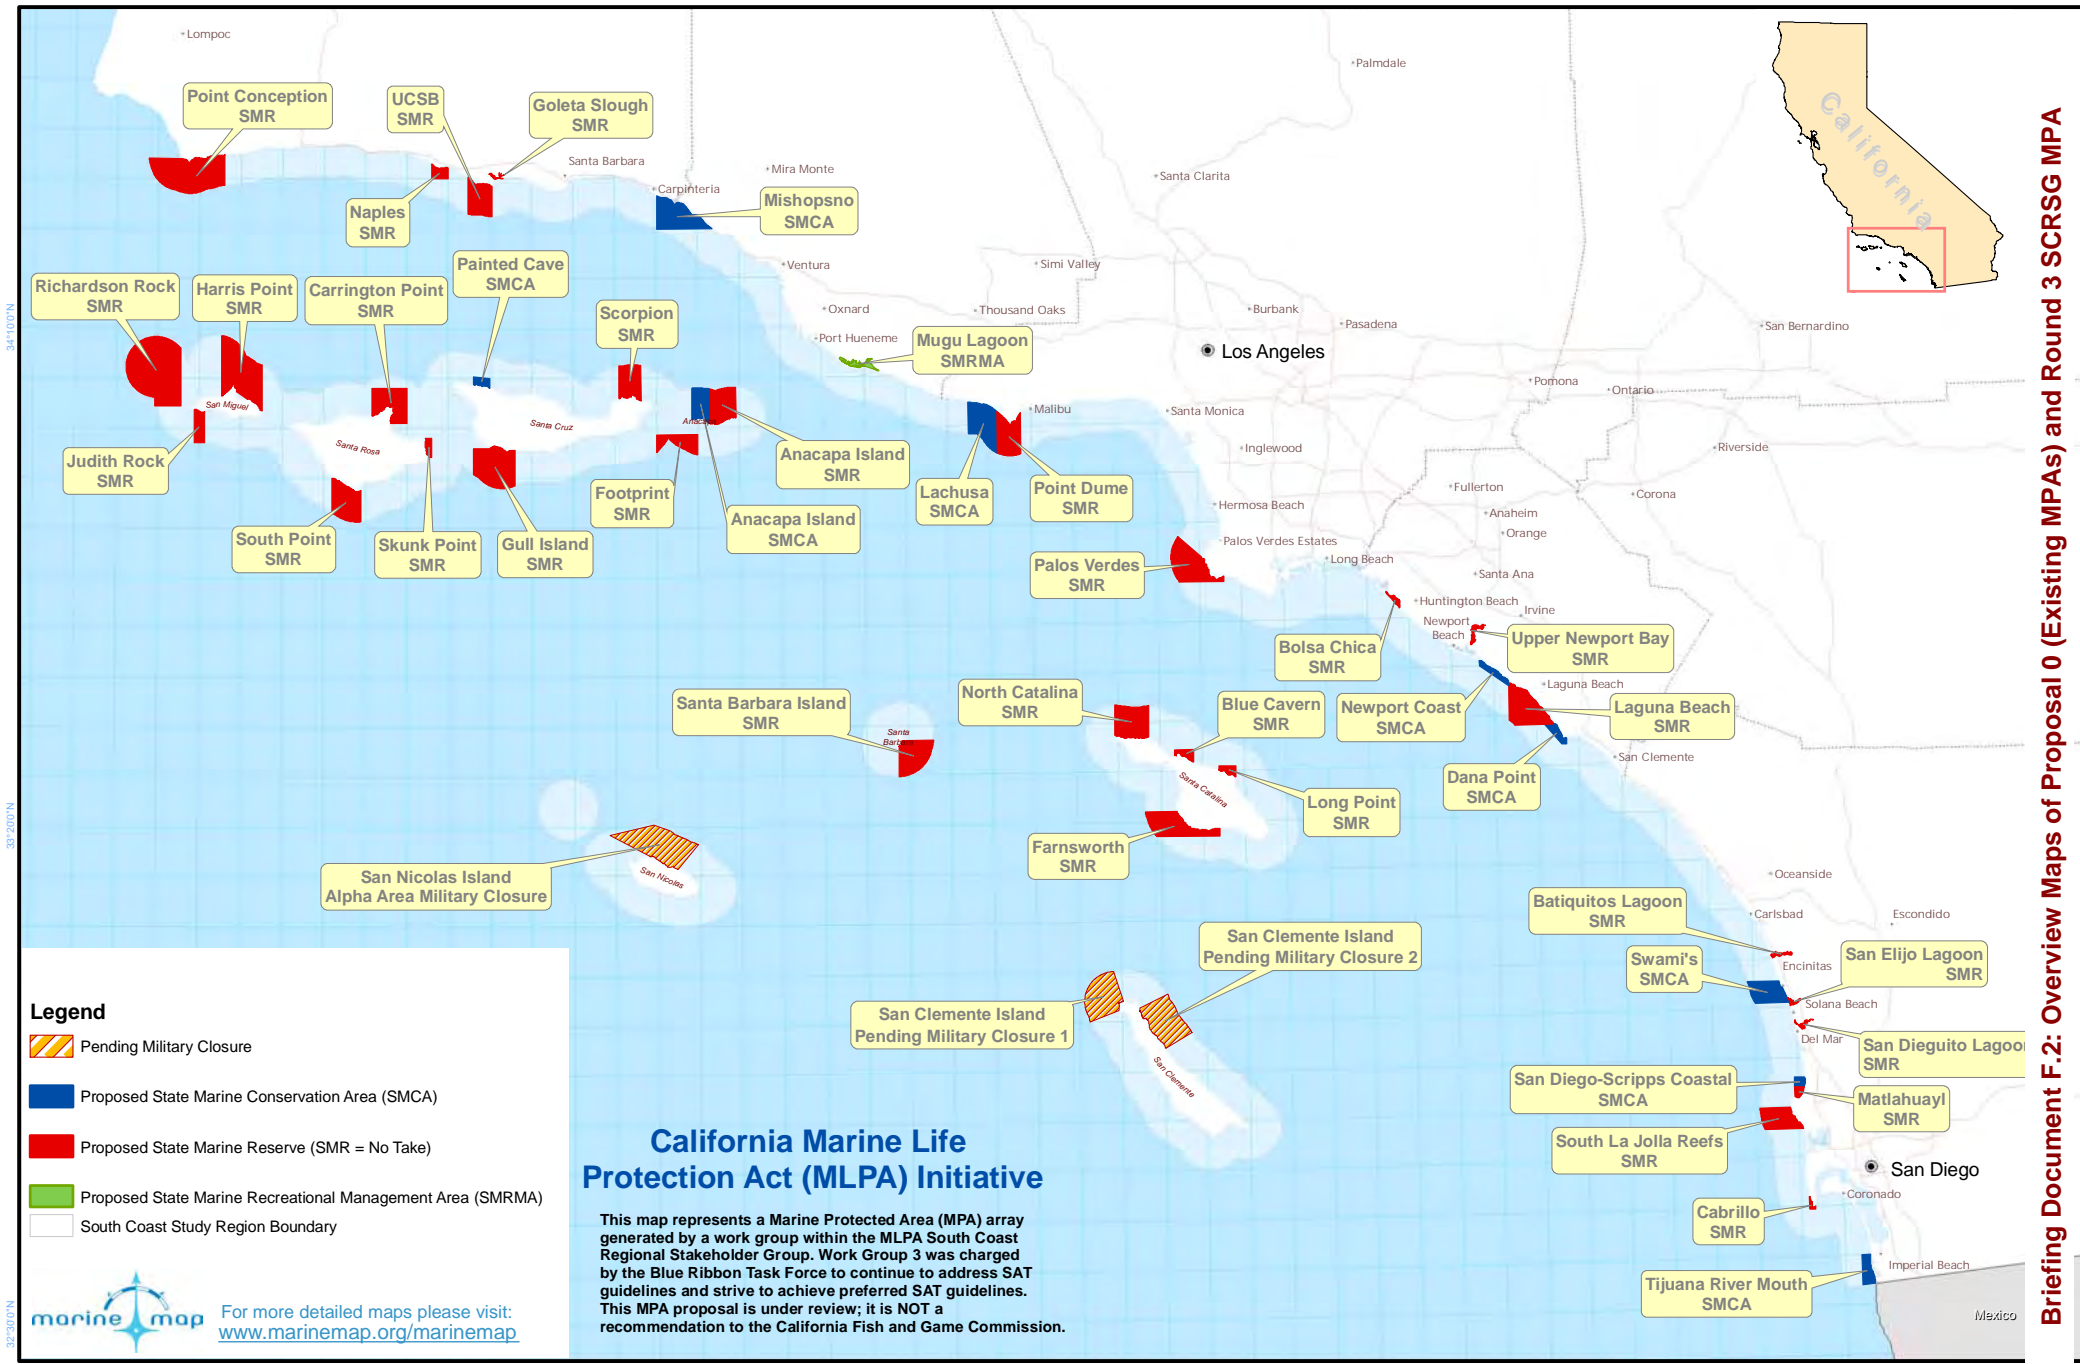 Lompoc
Palmdale
Point Conception
SMR
UCSB
SMR
Goleta Slough
SMR
Santa Barbara
Mira Monte
Santa Clarita
Carpinteria
Mishopsno
SMCA
Naples
SMR
California
Painted Cave
SMCA
Ventura
Simi Valley
Richardson Rock
SMR
Harris Point
SMR
Carrington Point
SMR
Scorpion
SMR
Oxnard
Thousand Oaks
Burbank
Pasadena
San Bernardino
Port Hueneme
Mugu Lagoon
SMRMA
Los Angeles
34°10'0"N
Pomona
Ontario
San Miguel
Santa Rosa
Santa Cruz
Malibu
Santa Monica
Inglewood
Riverside
Judith Rock
SMR
Anacapa Island
SMR
Footprint
SMR
Lachusa
SMCA
Point Dume
SMR
Fullerton
Corona
Hermosa Beach
Anaheim
Orange
South Point
SMR
Skunk Point
SMR
Gull Island
SMR
Anacapa Island
SMCA
Palos Verdes Estates
Long Beach
Santa Ana
Palos Verdes
SMR
Huntington Beach
Irvine
Newport
Beach
Bolsa Chica
SMR
Upper Newport Bay
SMR
Laguna Beach
Santa Barbara Island
SMR
Santa
North Catalina
SMR
Blue Cavern
SMR
Newport Coast
SMCA
Laguna Beach
SMR
San Clemente
Santa Catalina
Dana Point
SMCA
Long Point
SMR
33°20'0"N
Farnsworth
SMR
San Nicolas Island
Alpha Area Military Closure
San Nicolas
Oceanside
Batiquitos Lagoon
SMR
Carlsbad
Escondido
San Clemente Island
Pending Military Closure 2
Swami's
SMCA
Encinitas
San Elijo Lagoon
SMR
San Clemente Island
Pending Military Closure 1
Solana Beach
Del Mar
San Dieguito Lagoon
SMR
San Clemente
San Diego-Scripps Coastal
SMCA
Matlahuayl
SMR
South La Jolla Reefs
SMR
San Diego
Coronado
Cabrillo
SMR
Imperial Beach
Tijuana River Mouth
SMCA
Mexico
Legend
Pending Military Closure
Proposed State Marine Conservation Area (SMCA)
Proposed State Marine Reserve (SMR = No Take)
Proposed State Marine Recreational Management Area (SMRMA)
South Coast Study Region Boundary
marine map
For more detailed maps please visit:
www.marinemap.org/marinemap
32°30'0"N
California Marine Life
Protection Act (MLPA) Initiative
This map represents a Marine Protected Area (MPA) array
generated by a work group within the MLPA South Coast
Regional Stakeholder Group. Work Group 3 was charged
by the Blue Ribbon Task Force to continue to address SAT
guidelines and strive to achieve preferred SAT guidelines.
This MPA proposal is under review; it is NOT a
recommendation to the California Fish and Game Commission.
Briefing Document F.2: Overview Maps of Proposal 0 (Existing MPAs) and Round 3 SCRSG MPA